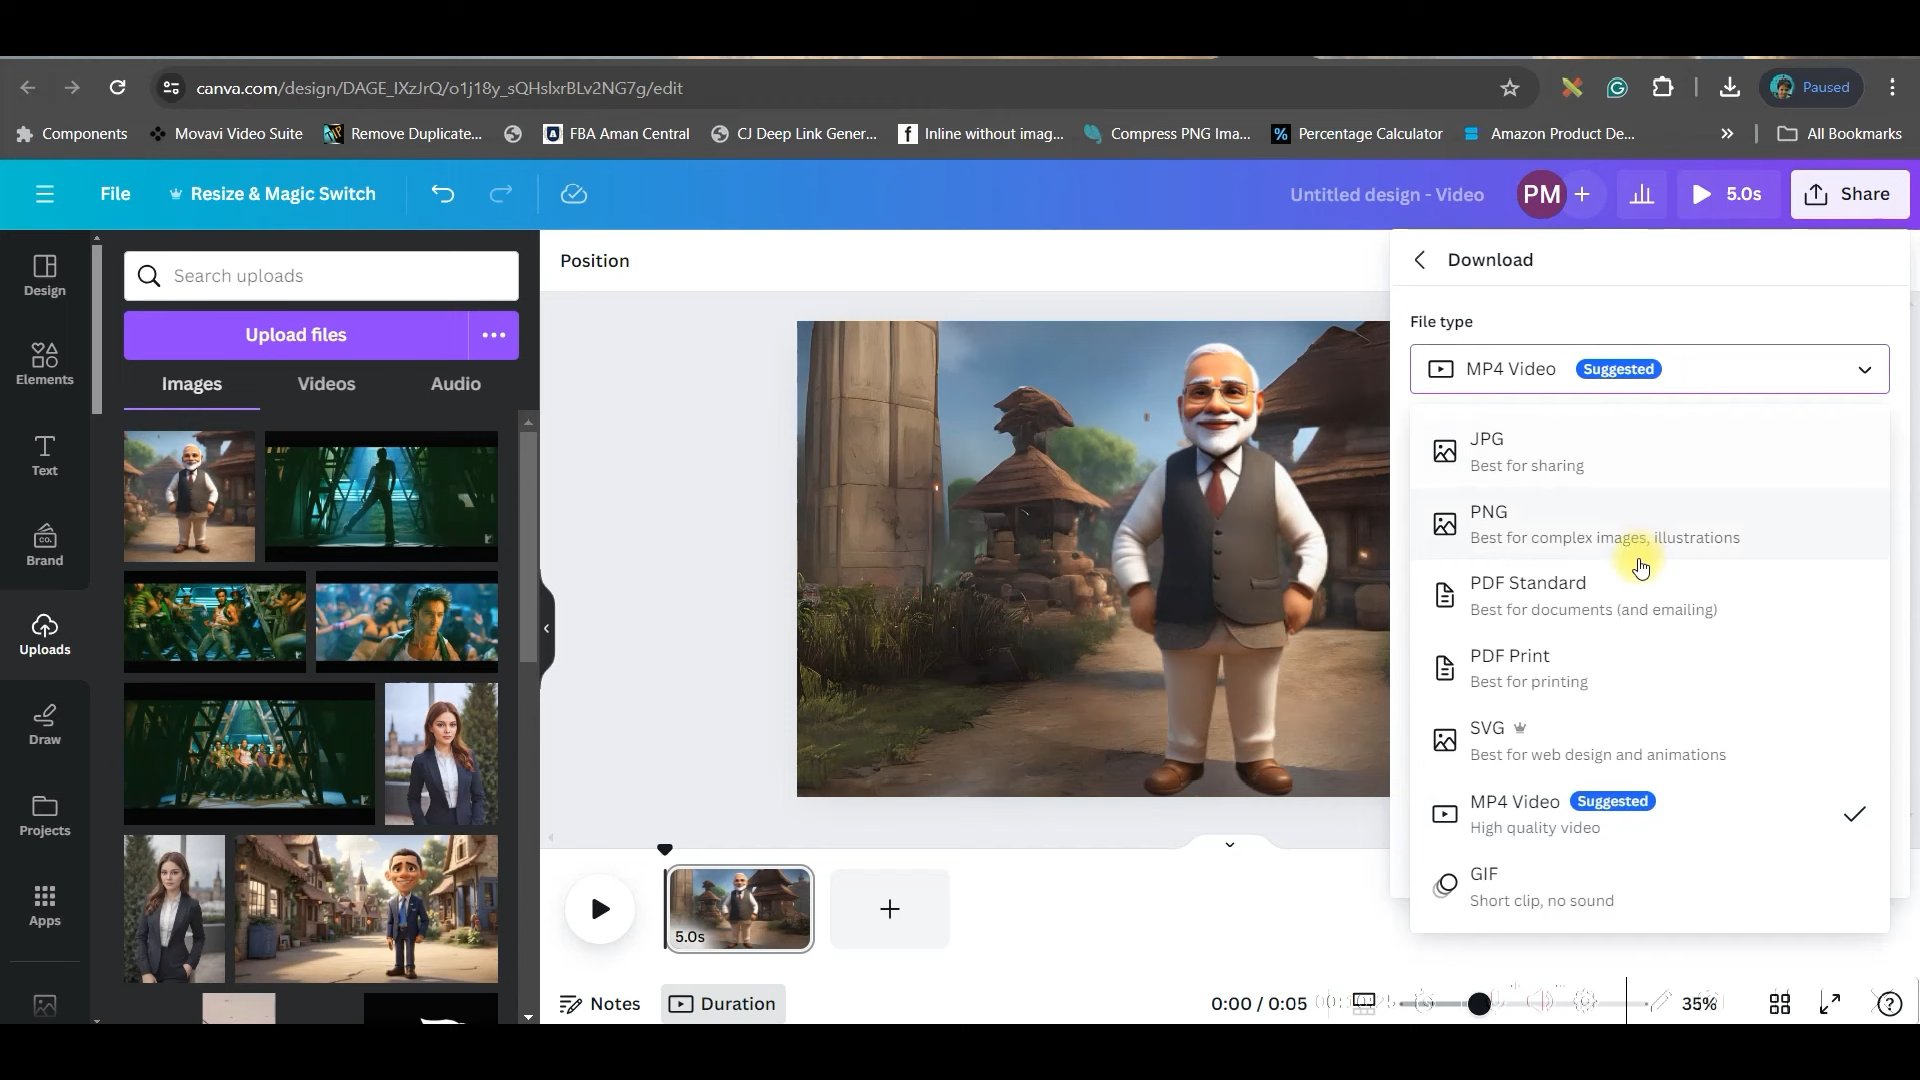 canva.com/design/DAGE_IXzJrQ/o1j18y_sQHslxrBLv2NG7g/edit
Paused
Components
Movavi Video Suite
Remove Duplicate...
FBA Aman Central
CJ Deep Link Gener...
Inline without imag...
Compress PNG Ima...
Percentage Calculator
Amazon Product De...
All Bookmarks
File
Resize & Magic Switch
Untitled design - Video
PM
5.0s
Share
Design
Elements
Text
Brand
Uploads
Draw
Projects
Apps
Search uploads
Upload files
Images
Videos
Audio
Position
Download
File type
MP4 Video Suggested
JPG
Best for sharing
PNG
Best for complex images, illustrations
PDF Standard
Best for documents (and emailing)
PDF Print
Best for printing
SVG
Best for web design and animations
MP4 Video Suggested
High quality video
GIF
Short clip, no sound
5.0s
Notes
Duration
0:00 / 0:05
35%